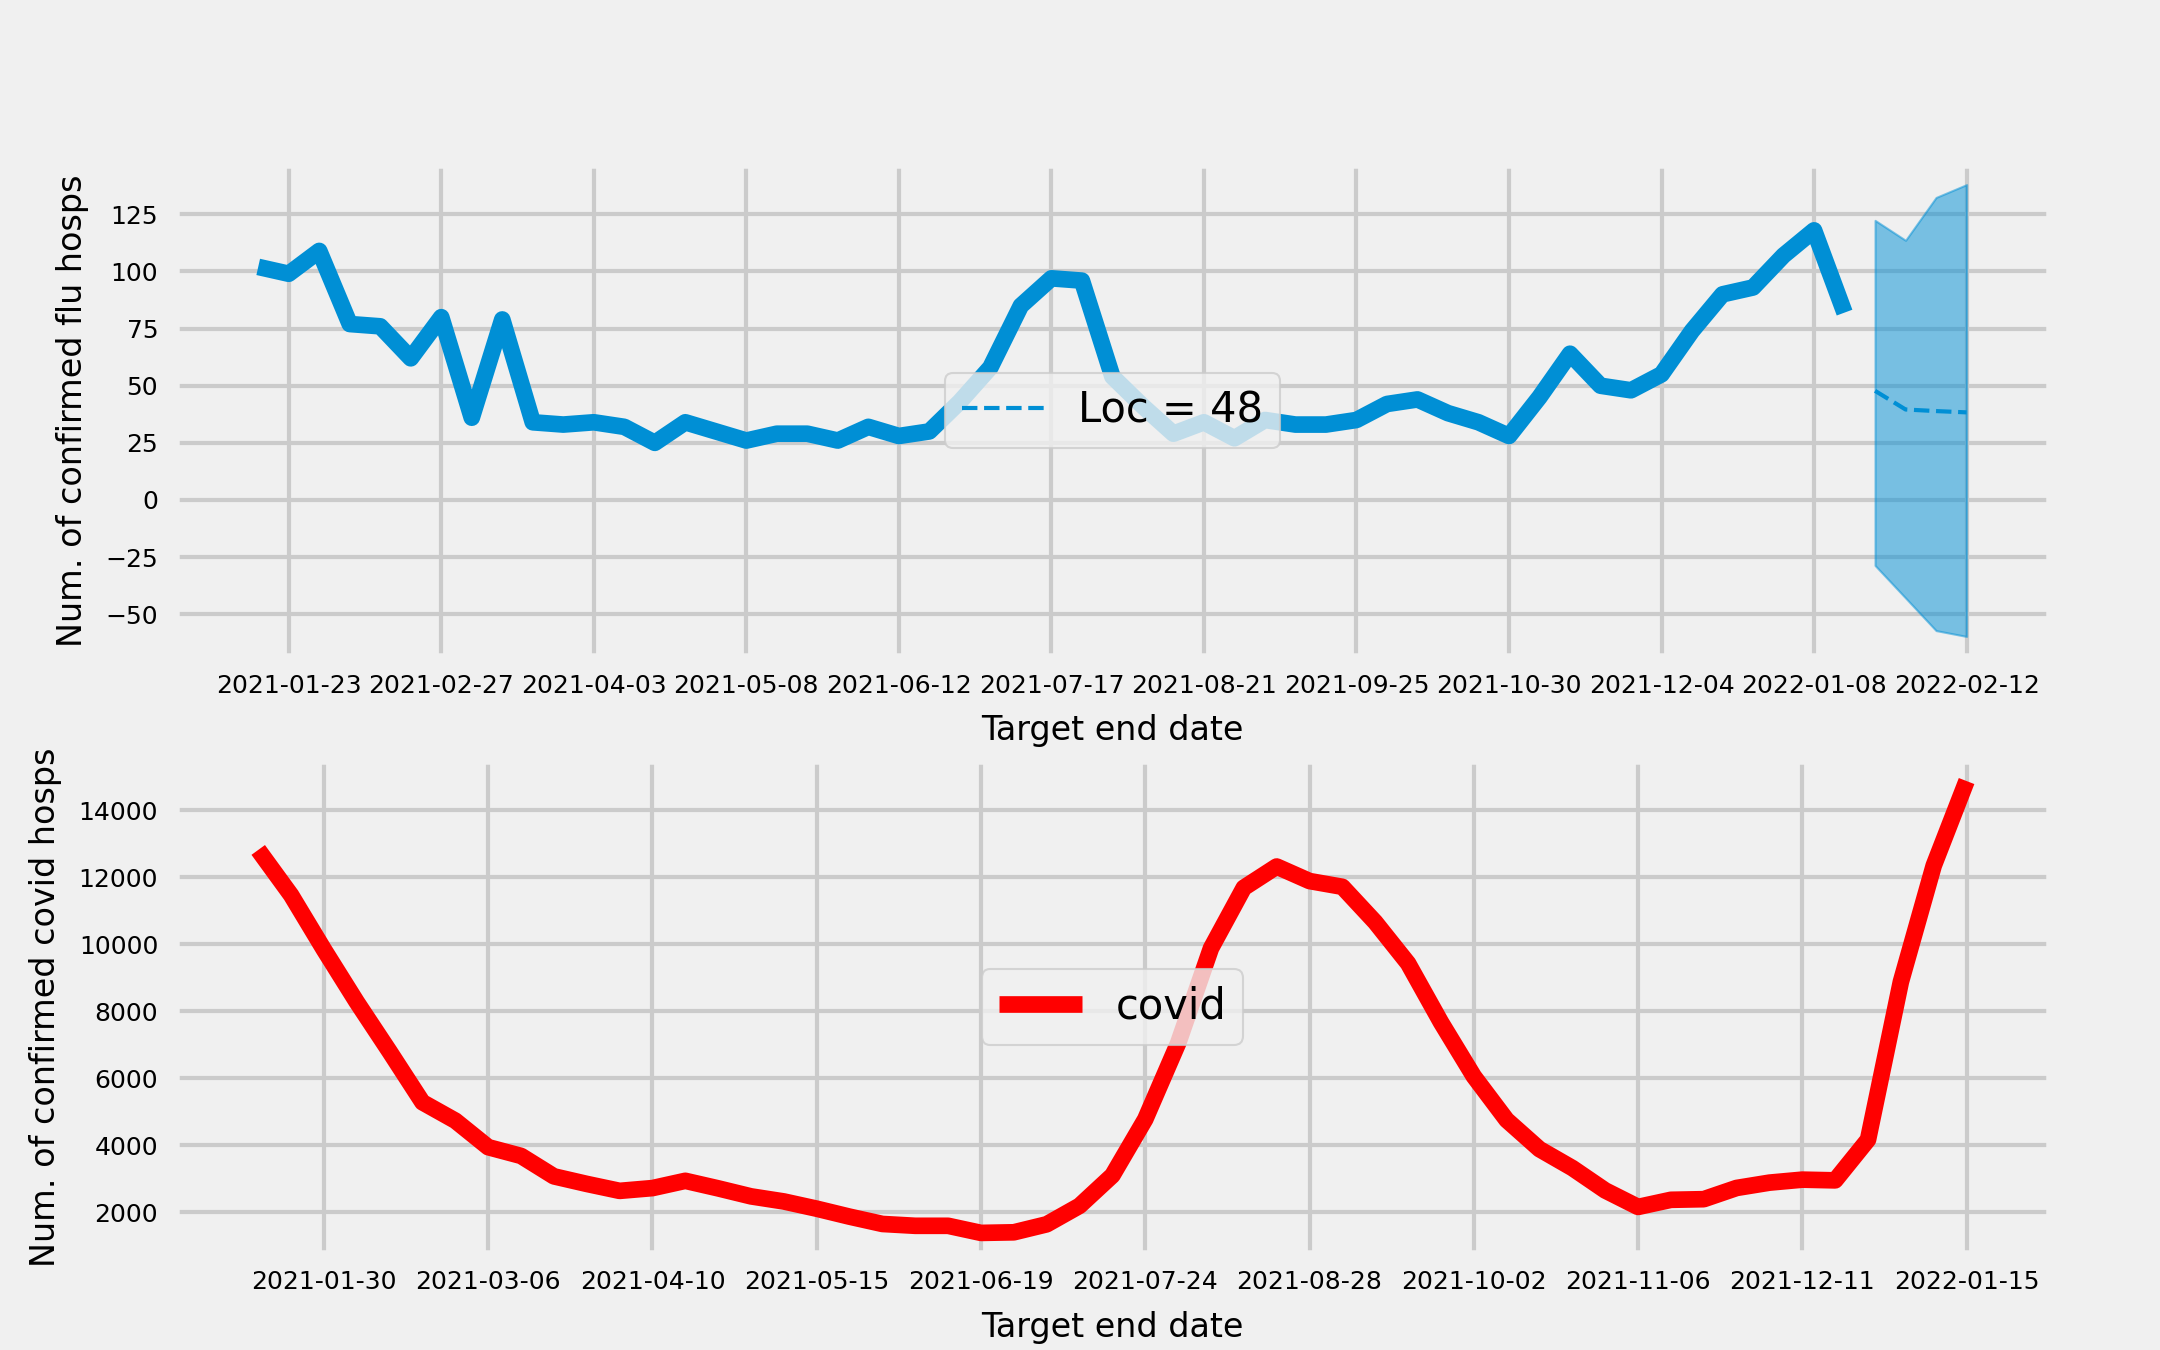 Num. of confirmed flu hosps
125
100
75
50
25
0
−25
−50
Loc = 48
2021-01-23 2021-02-27 2021-04-03 2021-05-08 2021-06-12 2021-07-17 2021-08-21 2021-09-25 2021-10-30 2021-12-04 2022-01-08 2022-02-12
Target end date
Num. of confirmed covid hosps
14000
12000
10000
8000
6000
4000
2000
covid
2021-01-30 2021-03-06 2021-04-10 2021-05-15 2021-06-19 2021-07-24 2021-08-28 2021-10-02 2021-11-06 2021-12-11 2022-01-15
Target end date